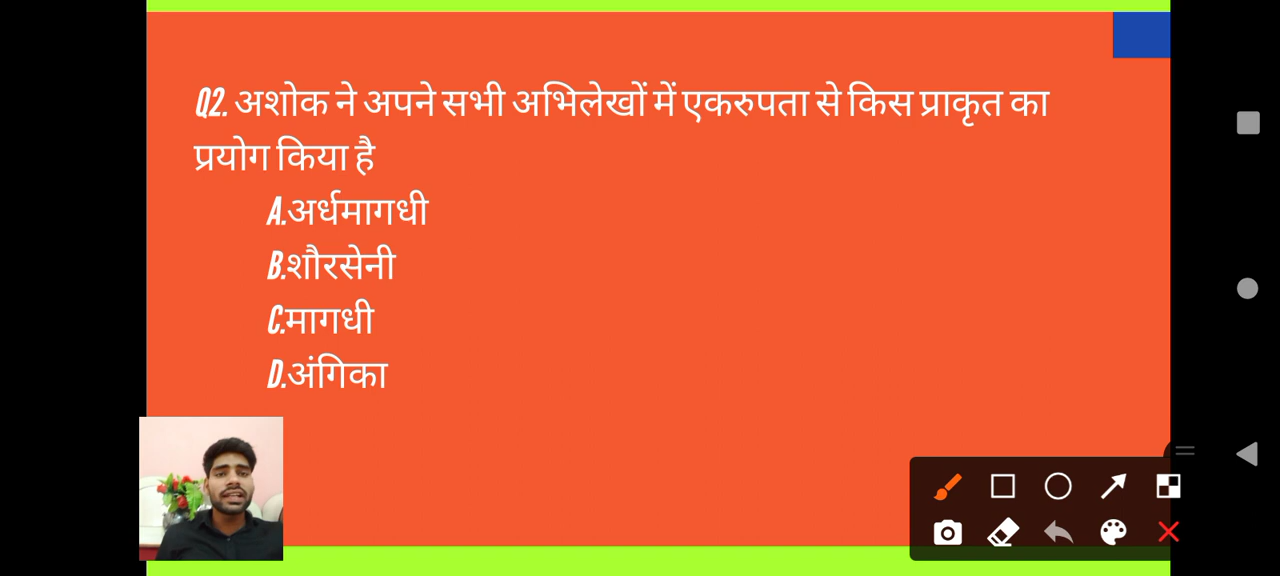 Q2. अशोक ने अपने सभी अभिलेखों में एकरुपता से किस प्राकृत का
प्रयोग किया है
A.अर्धमागधी
B.शौरसेनी
C.मागधी
D.अंगिका